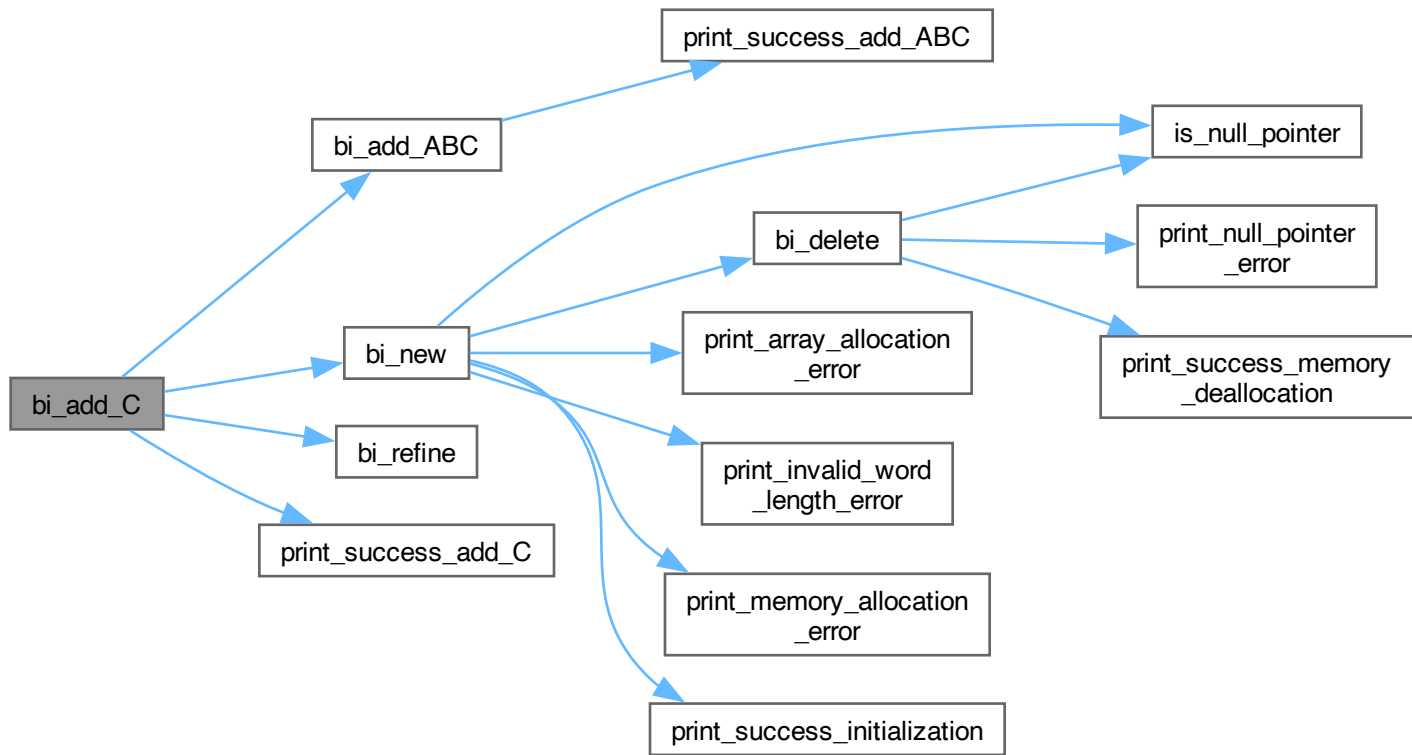 print_success_add_ABC
is_null_pointer
bi_add_ABC
bi_delete
print_null_pointer
_error
bi_new
print_array_allocation
_error
print_success_memory
_deallocation
bi_add_C
bi_refine
print_invalid_word
_length_error
print_success_add_C
print_memory_allocation
_error
print_success_initialization